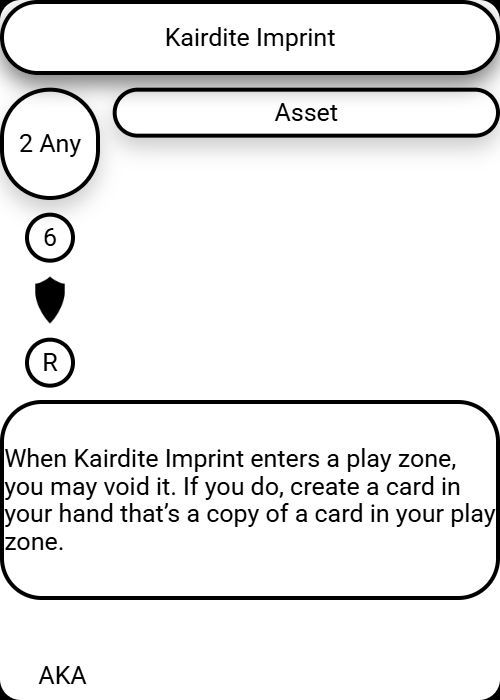 Kairdite Imprint
2 Any
Asset
6
R
When Kairdite Imprint enters a play zone,
you may void it. If you do, create a card in
your hand that’s a copy of a card in your play
zone.
AKA